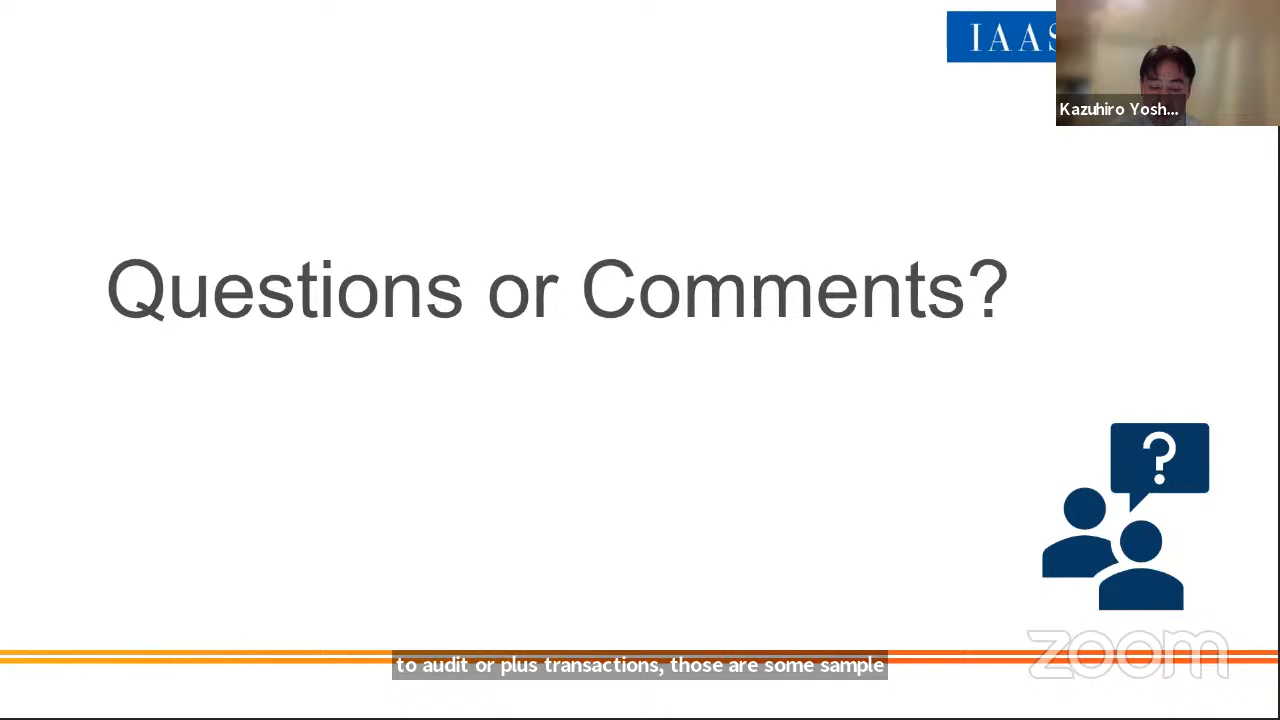 IAAS
Kazuhiro Yosh...
Questions or Comments?
?
to audit or plus transactions, those are some sample
zoom